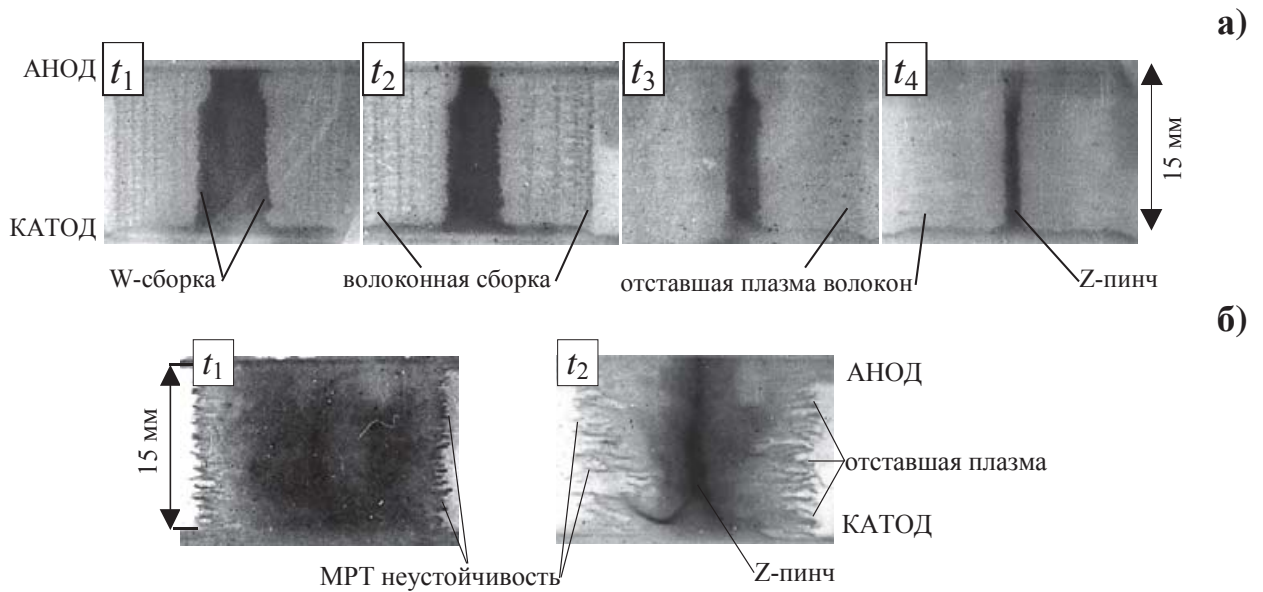 а)
АНОД
t1
t2
t3
t4
15 мм
КАТОД
W-сборка
волоконная сборка
отставшая плазма волокон
Z-пинч
б)
t1
t2
АНОД
15 мм
отставшая плазма
КАТОД
МРТ неустойчивость
Z-пинч